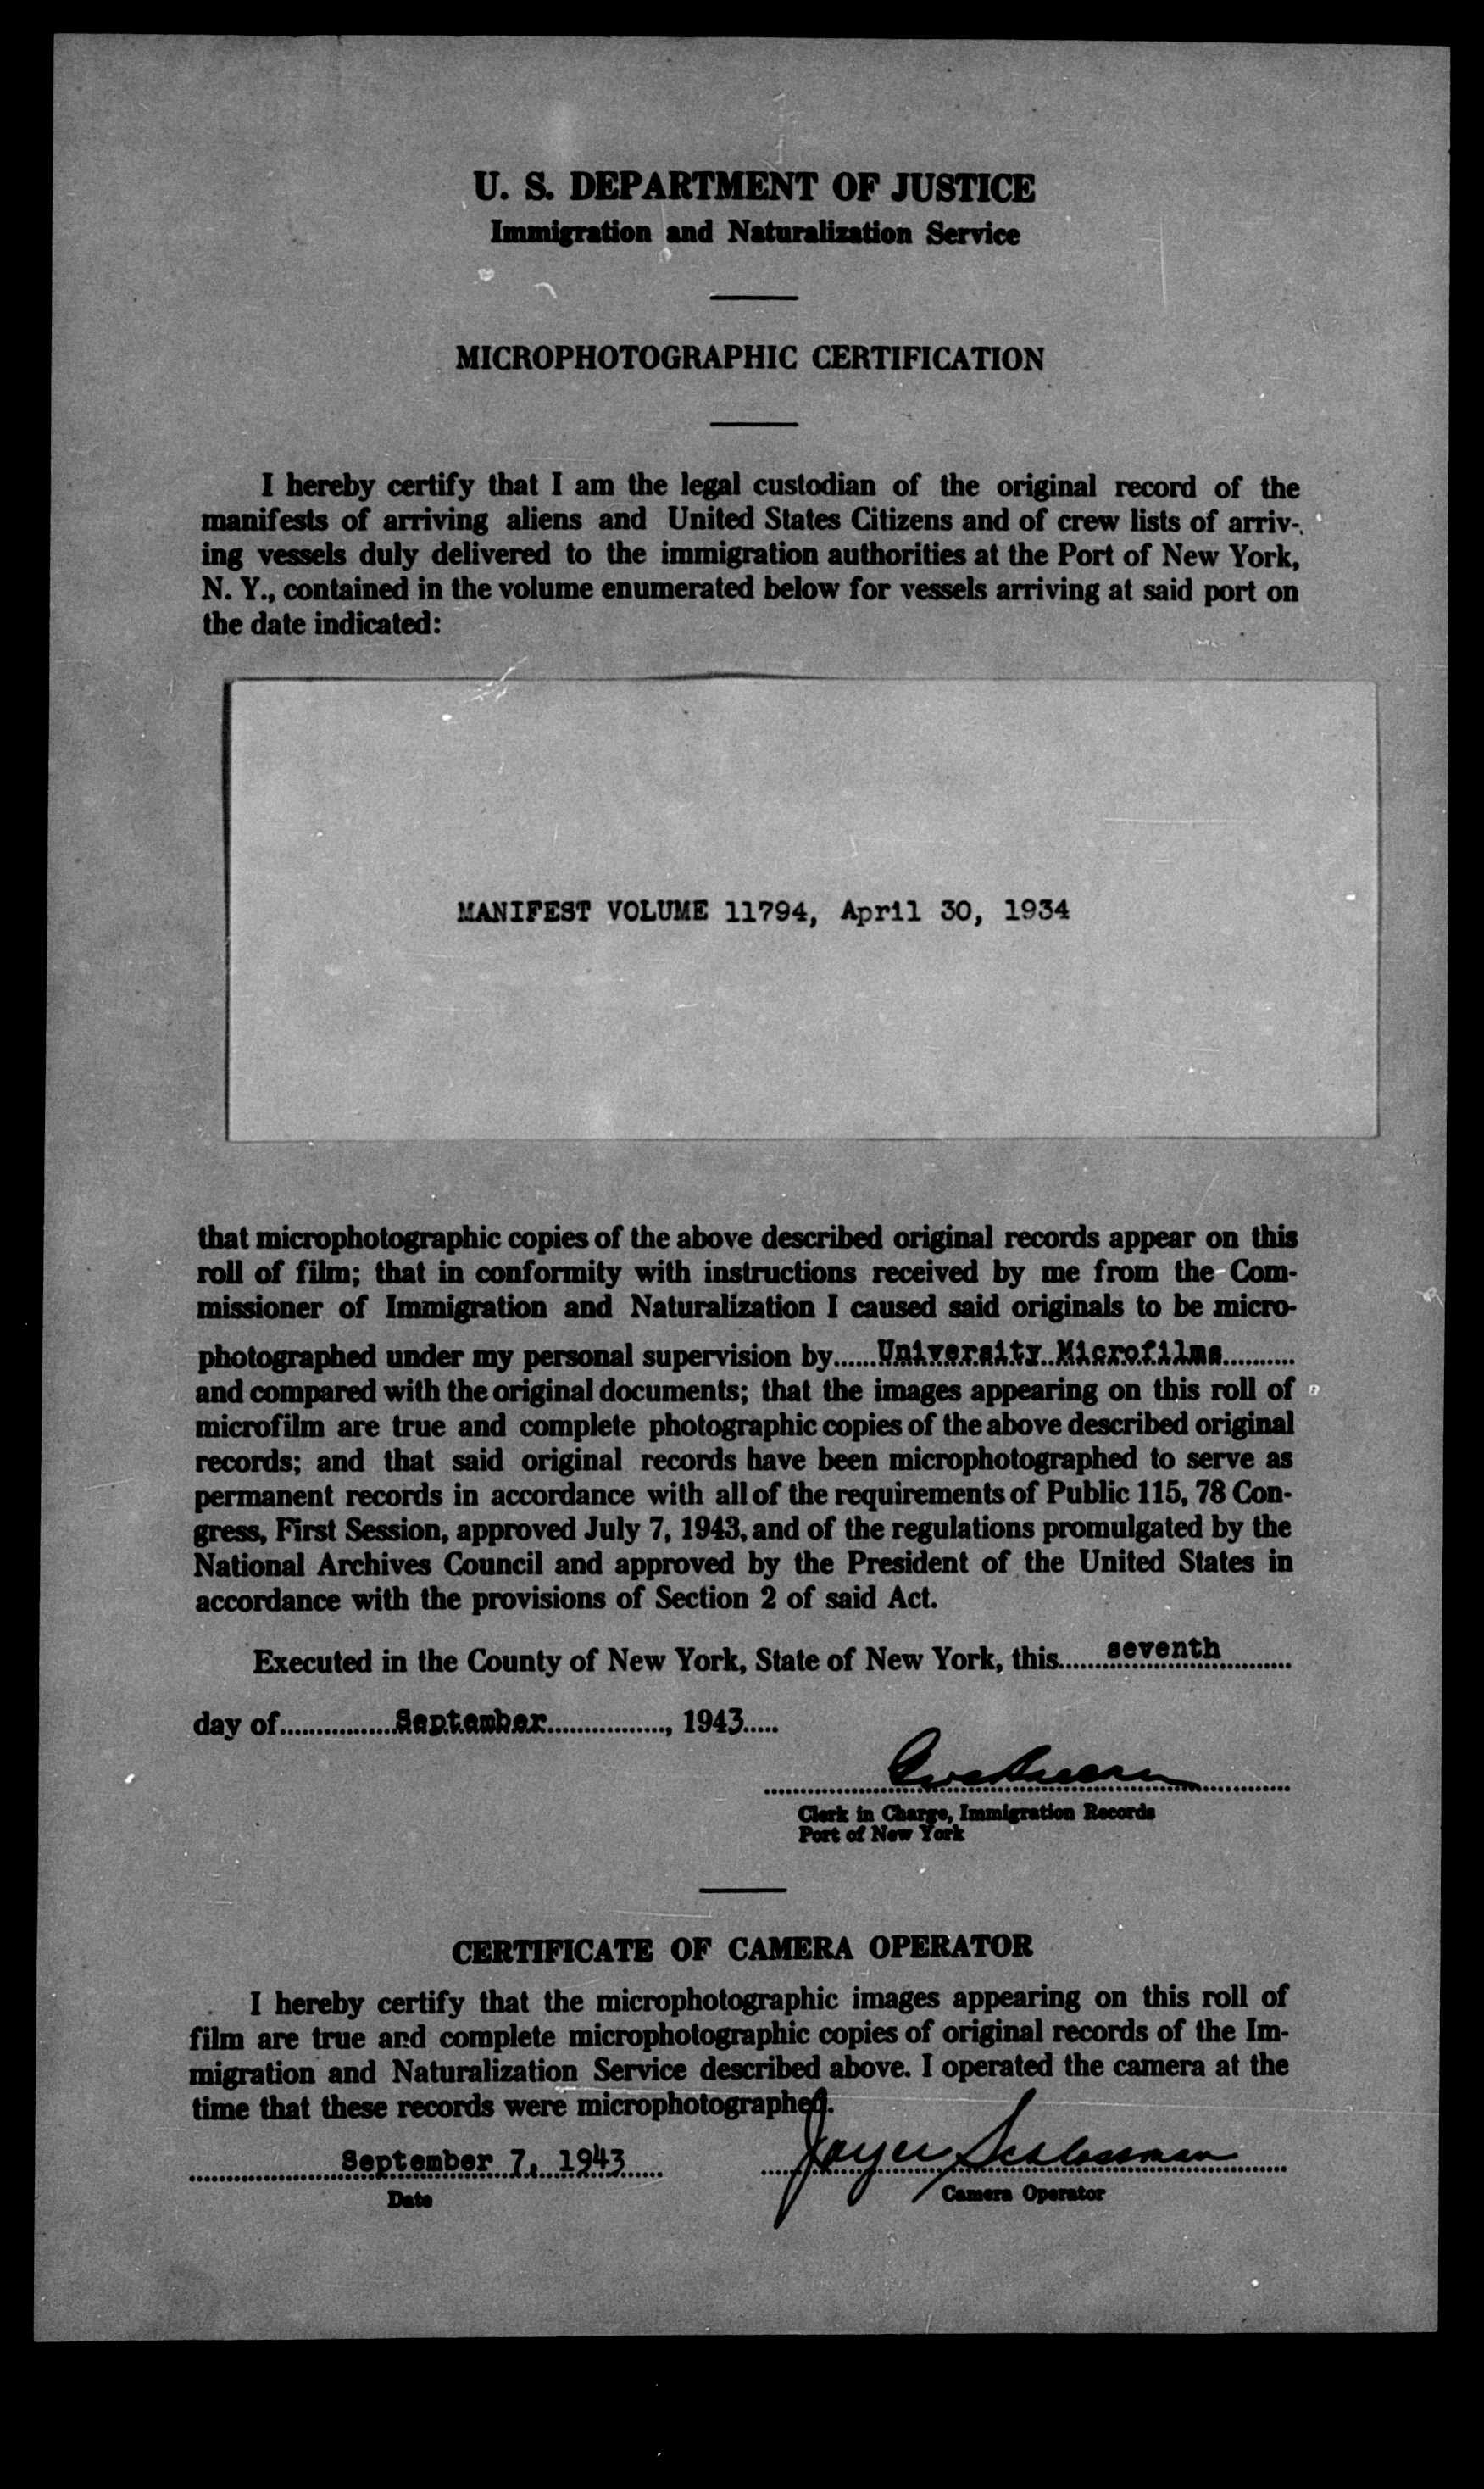 U. S. DEPARTMENT OF JUSTICE
Immigration and Naturalization Service
MICROPHOTOGRAPHIC CERTIFICATION
I hereby certify that I am the legal custodian of the original record of the
manifests of arriving aliens and United States Citizens and of crew lists of arriv-
ing vessels duly delivered to the immigration authorities at the Port of New York,
N. Y., contained in the volume enumerated below for vessels arriving at said port on
the date indicated:
MANIFEST VOLUME 11794, April 30, 1934
that microphotographic copies of the above described original records appear on this
roll of film; that in conformity with instructions received by me from the Com-
missioner of Immigration and Naturalization I caused said originals to be micro-
photographed under my personal supervision by......University Microfilms..........
and compared with the original documents; that the images appearing on this roll of
microfilm are true and complete photographic copies of the above described original
records; and that said original records have been microphotographed to serve as
permanent records in accordance with all of the requirements of Public 115, 78 Con-
gress, First Session, approved July 7, 1943, and of the regulations promulgated by the
National Archives Council and approved by the President of the United States in
accordance with the provisions of Section 2 of said Act.
Executed in the County of New York, State of New York, this......seventh..........
day of................September................, 1943.....
Clerk in Charge, Immigration Records
Port of New York
CERTIFICATE OF CAMERA OPERATOR
I hereby certify that the microphotographic images appearing on this roll of
film are true and complete microphotographic copies of original records of the Im-
migration and Naturalization Service described above. I operated the camera at the
time that these records were microphotographed.
September 7, 1943
Date
Camera Operator